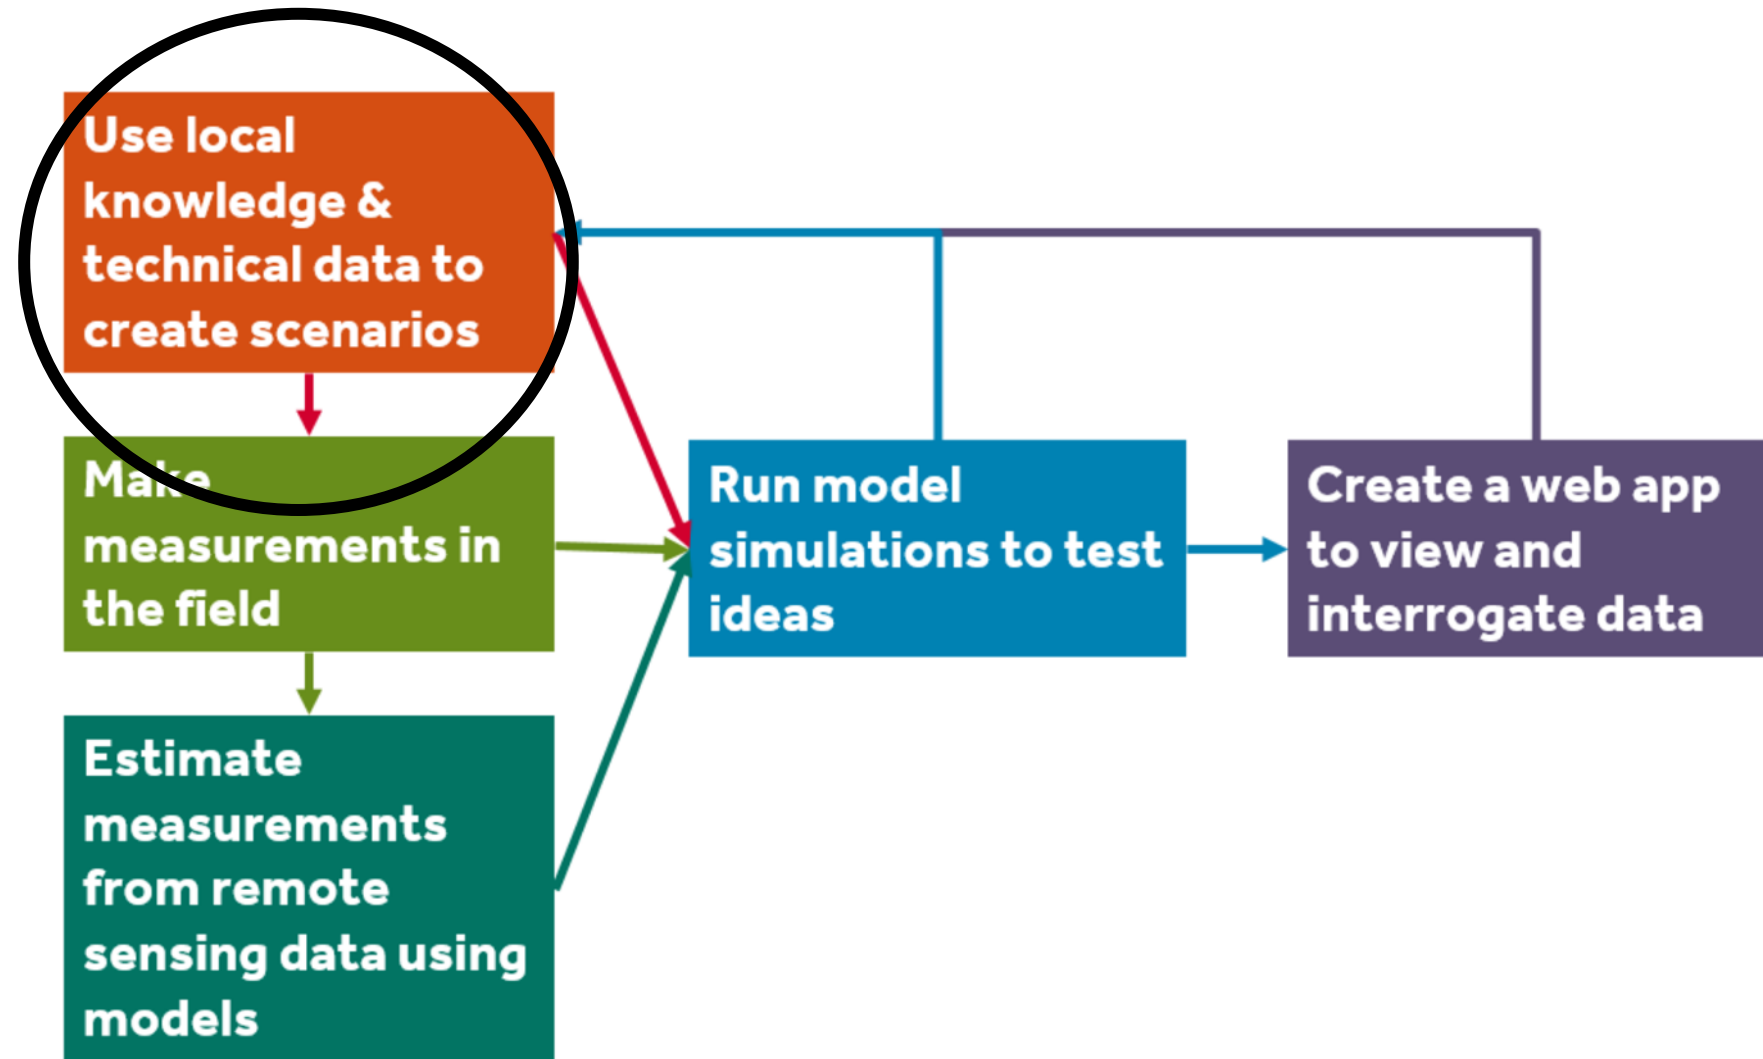 Use local
knowledge &
technical data to
create scenarios
Make
measurements in
the field
Estimate
measurements
from remote
sensing data using
models
Run model
simulations to test
ideas
Create a web app
to view and
interrogate data